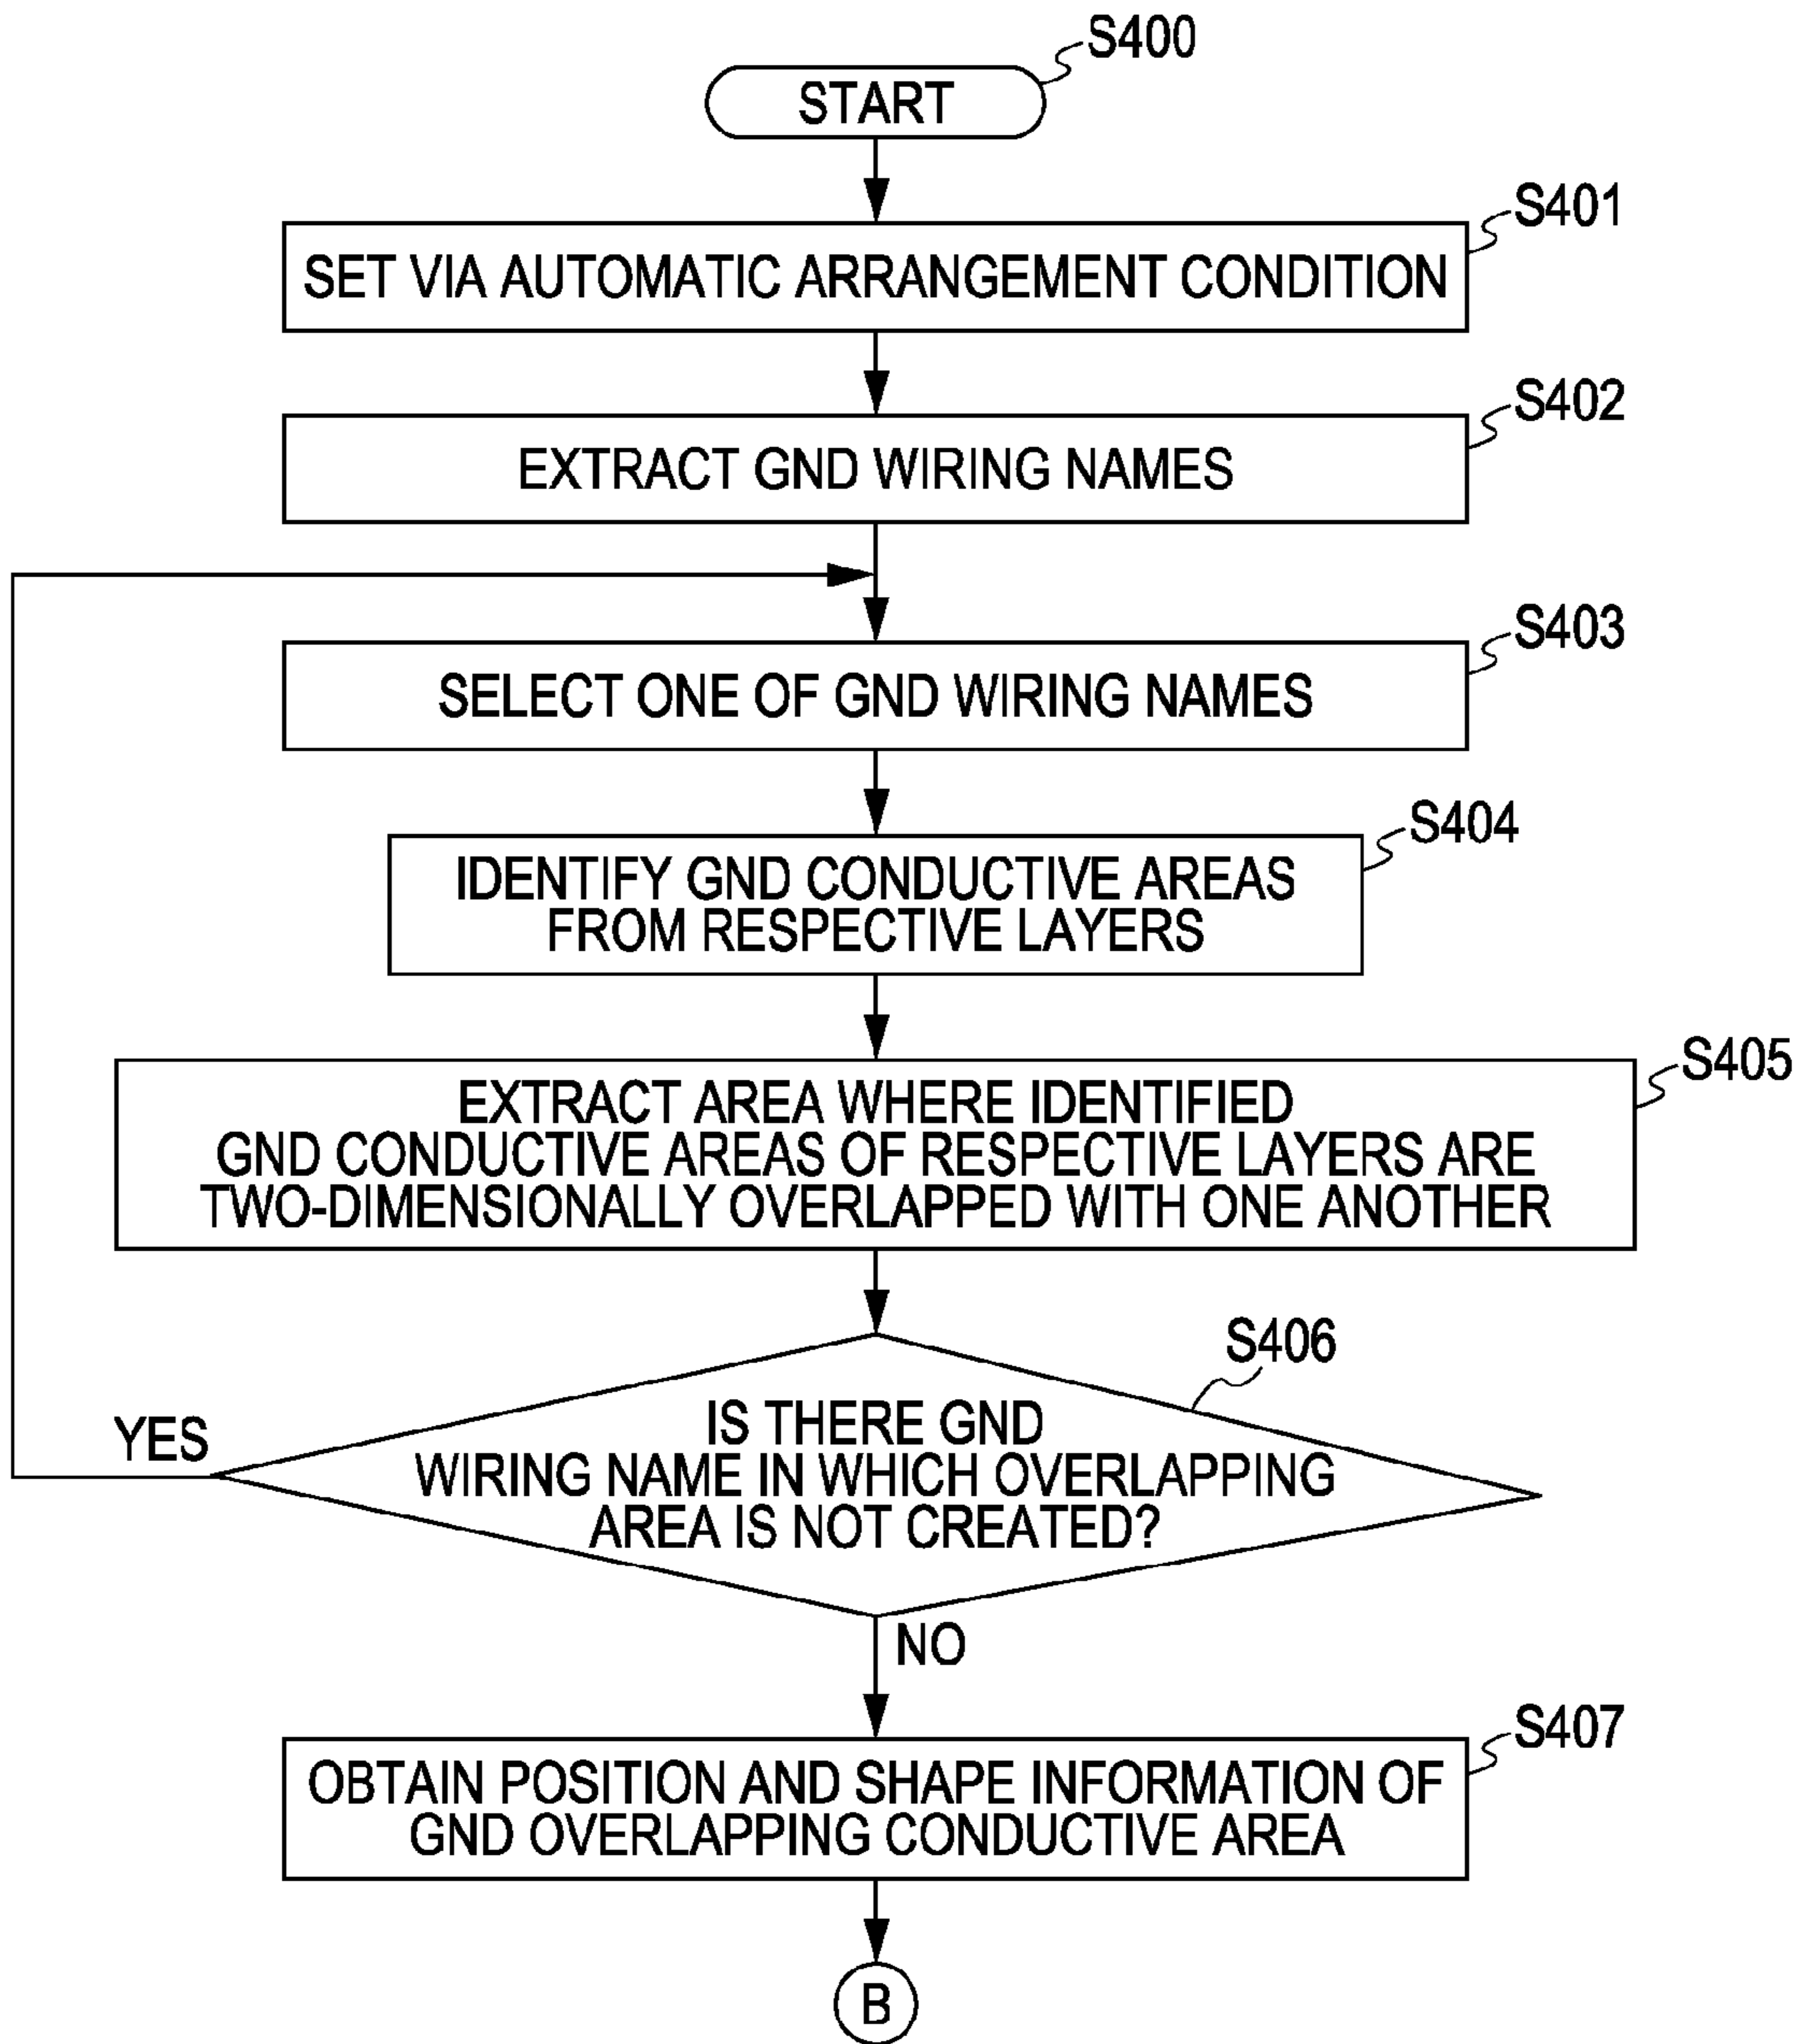 S400
START
S401
SET VIA AUTOMATIC ARRANGEMENT CONDITION
S402
EXTRACT GND WIRING NAMES
S403
SELECT ONE OF GND WIRING NAMES
S404
IDENTIFY GND CONDUCTIVE AREAS
FROM RESPECTIVE LAYERS
S405
EXTRACT AREA WHERE IDENTIFIED
GND CONDUCTIVE AREAS OF RESPECTIVE LAYERS ARE
TWO-DIMENSIONALLY OVERLAPPED WITH ONE ANOTHER
S406
IS THERE GND
WIRING NAME IN WHICH OVERLAPPING
AREA IS NOT CREATED?
YES
NO
S407
OBTAIN POSITION AND SHAPE INFORMATION OF
GND OVERLAPPING CONDUCTIVE AREA
B